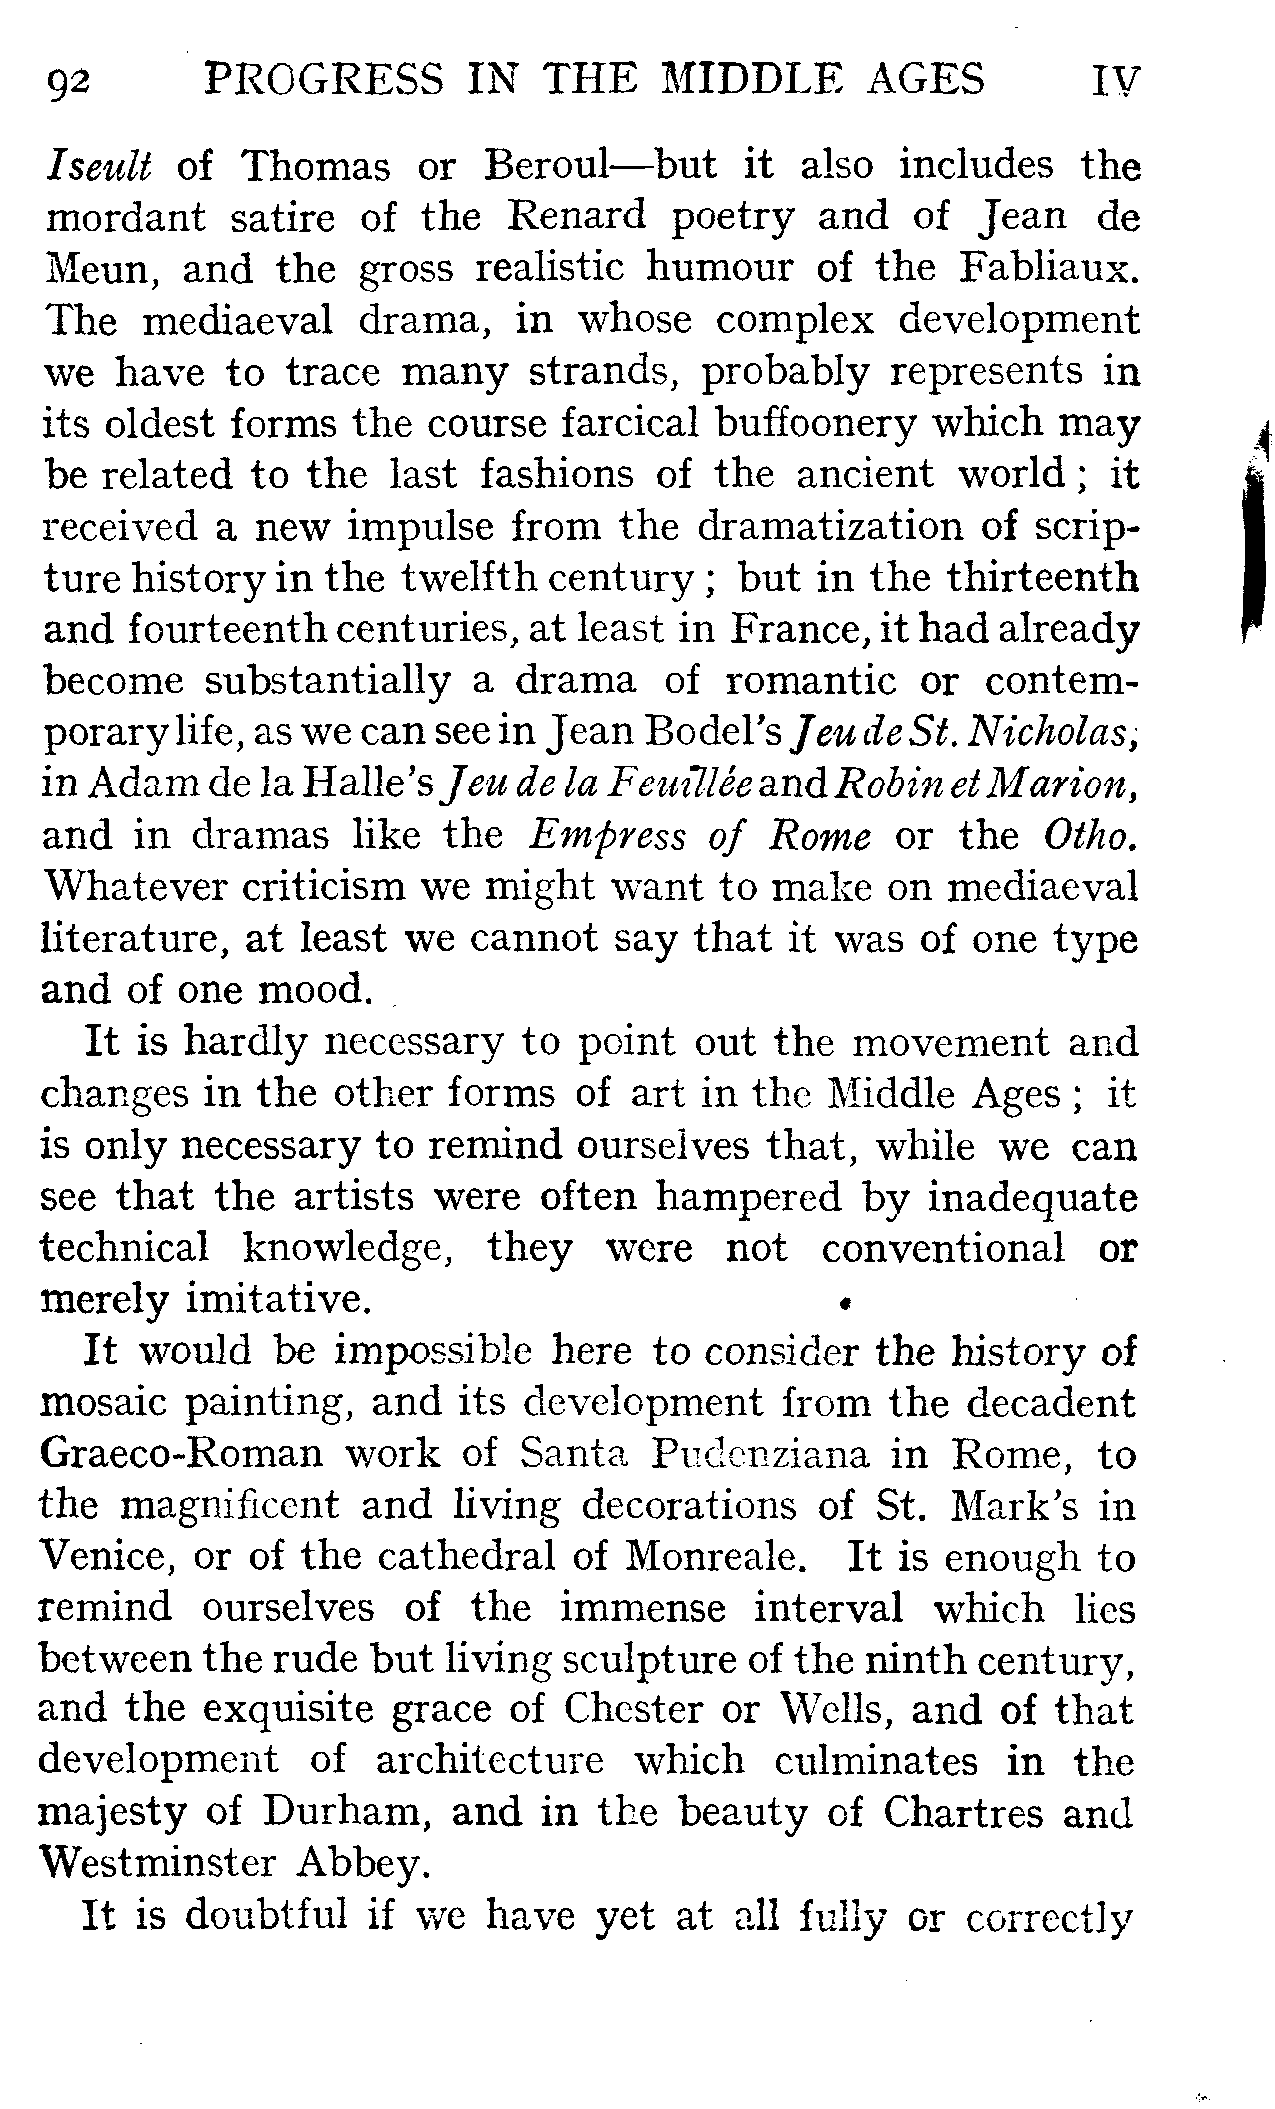 92 PROGRESS IN THE MIDDLE AGES IV
Iseult of Thomas or Beroul—but it also includes the
mordant satire of the Renard poetry and of Jean de
Meun, and the gross realistic humour of the Fabliaux.
The mediaeval drama, in whose complex development
we have to trace many strands, probably represents in
its oldest forms the course farcical buffoonery which may
be related to the last fashions of the ancient world ; it
received a new impulse from the dramatization of scrip-
ture history in the twelfth century ; but in the thirteenth
and fourteenth centuries, at least in France, it had already
become substantially a drama of romantic or contem-
porary life, as we can see in Jean Bodel's Jeu de St. Nicholas,
in Adam de la Halle's Jeu de la Feuillée and Robin et Marion,
and in dramas like the Empress of Rome or the Otho.
Whatever criticism we might want to make on mediaeval
literature, at least we cannot say that it was of one type
and of one mood.
It is hardly necessary to point out the movement and
changes in the other forms of art in the Middle Ages ; it
is only necessary to remind ourselves that, while we can
see that the artists were often hampered by inadequate
technical knowledge, they were not conventional or
merely imitative.
It would be impossible here to consider the history of
mosaic painting, and its development from the decadent
Graeco-Roman work of Santa Pudenziana in Rome, to
the magnificent and living decorations of St. Mark's in
Venice, or of the cathedral of Monreale. It is enough to
remind ourselves of the immense interval which lies
between the rude but living sculpture of the ninth century,
and the exquisite grace of Chester or Wells, and of that
development of architecture which culminates in the
majesty of Durham, and in the beauty of Chartres and
Westminster Abbey.
It is doubtful if we have yet at all fully or correctly